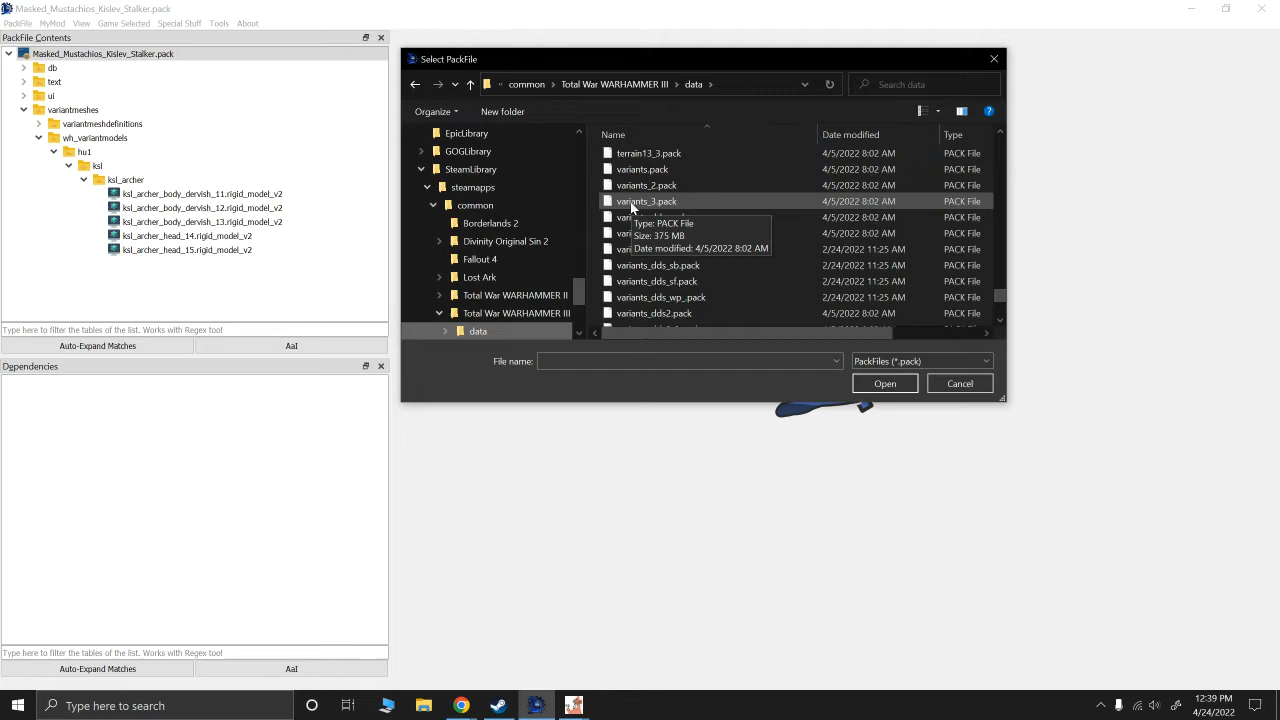 Masked_Mustachios_Kislev_Stalker.pack
PackFile MyMod View Game Selected Special Stuff Tools About
PackFile Contents
Masked_Mustachios_Kislev_Stalker.pack
db
text
ui
variantmeshes
variantmeshdefinitions
wh_variantmodels
hu1
ksl
ksl_archer
ksl_archer_body_dervish_11.rigid_model_v2
ksl_archer_body_dervish_12.rigid_model_v2
ksl_archer_body_dervish_13.rigid_model_v2
ksl_archer_head_14.rigid_model_v2
ksl_archer_head_15.rigid_model_v2
Type here to filter the tables of the list. Works with Regex too!
Auto-Expand Matches AaI
Dependencies
Type here to filter the tables of the list. Works with Regex too!
Auto-Expand Matches AaI
Select PackFile
« common > Total War WARHAMMER III > data >
Search data
Organize New folder
EpicLibrary
GOGLibrary
SteamLibrary
steamapps
common
Borderlands 2
Divinity Original Sin 2
Fallout 4
Lost Ark
Total War WARHAMMER II
Total War WARHAMMER III
data
Name Date modified Type
terrain13_3.pack 4/5/2022 8:02 AM PACK File
variants.pack 4/5/2022 8:02 AM PACK File
variants_2.pack 4/5/2022 8:02 AM PACK File
variants_3.pack 4/5/2022 8:02 AM PACK File
4/5/2022 8:02 AM PACK File
4/5/2022 8:02 AM PACK File
2/24/2022 11:25 AM PACK File
variants_dds_sb.pack 2/24/2022 11:25 AM PACK File
variants_dds_sf.pack 2/24/2022 11:25 AM PACK File
variants_dds_wp_.pack 2/24/2022 11:25 AM PACK File
variants_dds2.pack 4/5/2022 8:02 AM PACK File
Type: PACK File
Size: 375 MB
Date modified: 4/5/2022 8:02 AM
File name: PackFiles (*.pack)
Open Cancel
Type here to search
12:39 PM
4/24/2022